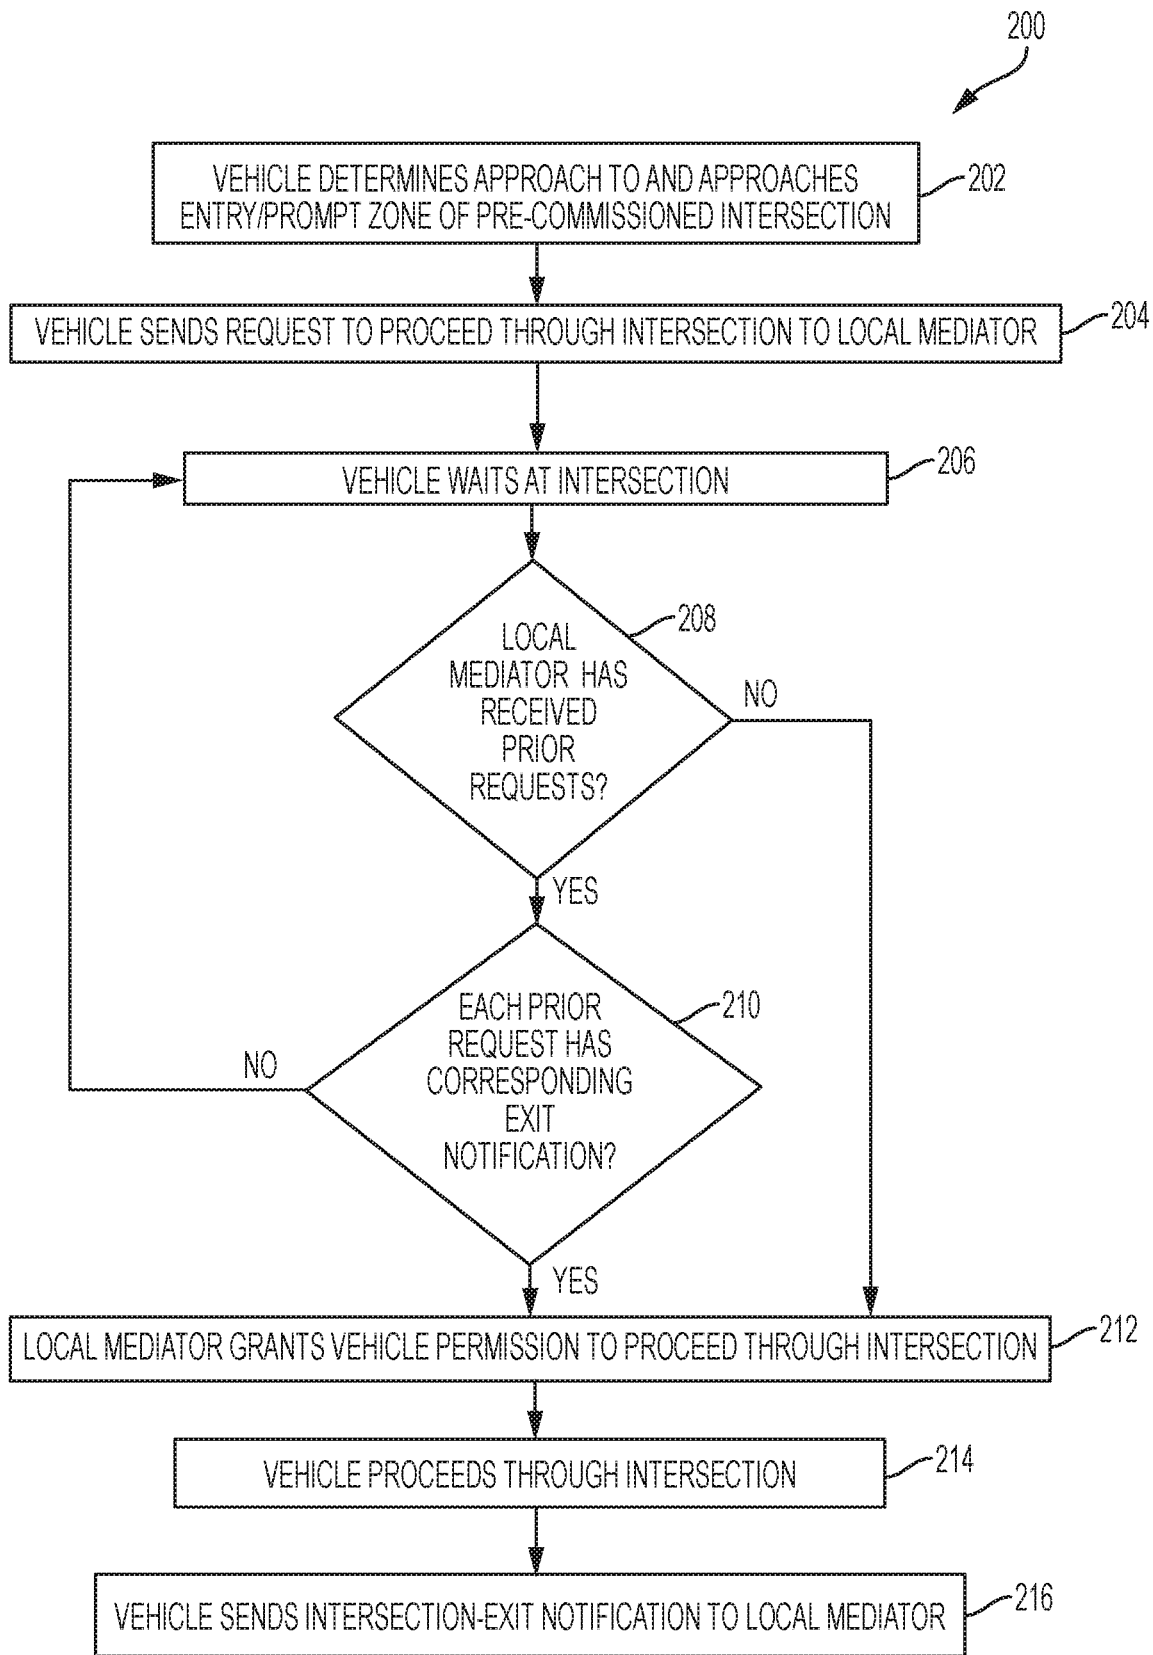 200
VEHICLE DETERMINES APPROACH TO AND APPROACHES
ENTRY/PROMPT ZONE OF PRE-COMMISSIONED INTERSECTION
202
VEHICLE SENDS REQUEST TO PROCEED THROUGH INTERSECTION TO LOCAL MEDIATOR
204
VEHICLE WAITS AT INTERSECTION
206
LOCAL
MEDIATOR HAS
RECEIVED
PRIOR
REQUESTS?
208
NO
YES
EACH PRIOR
REQUEST HAS
CORRESPONDING
EXIT
NOTIFICATION?
210
NO
YES
LOCAL MEDIATOR GRANTS VEHICLE PERMISSION TO PROCEED THROUGH INTERSECTION
212
VEHICLE PROCEEDS THROUGH INTERSECTION
214
VEHICLE SENDS INTERSECTION-EXIT NOTIFICATION TO LOCAL MEDIATOR
216